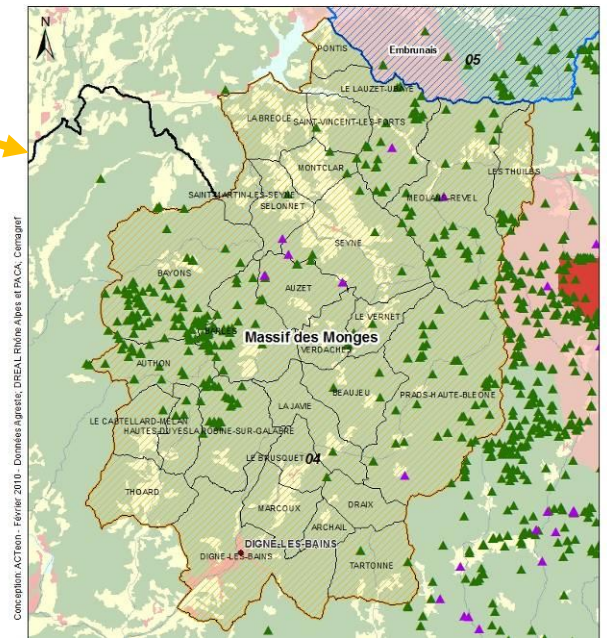 N
PONTIS
Embrunais
05
LE LAUZET-UBAYE
LA BREOLE
SAINT-VINCENT-LES-FORTS
MONTCLAR
LES THUILES
SAINT-MARTIN-LES-SEYNE
MEOLANS-REVEL
SELONNET
SEYNE
BAYONS
AUZET
LE VERNET
BARLES
Massif des Monges
VERDACHES
AUTHON
BEAUJEU
PRADS-HAUTE-BLEONE
LA JAVIE
LE CASTELLARD-MELAN
HAUTES-DUYES
LA ROBINE-SUR-GALABRE
LE BRUSQUET
04
THOARD
MARCOUX
DRAIX
ARCHAIL
DIGNE-LES-BAINS
DIGNE-LES-BAINS
TARTONNE
Conception: ACTeon - Février 2010 - Données Agreste; DREAL Rhône Alpes et PACA, Cemagref